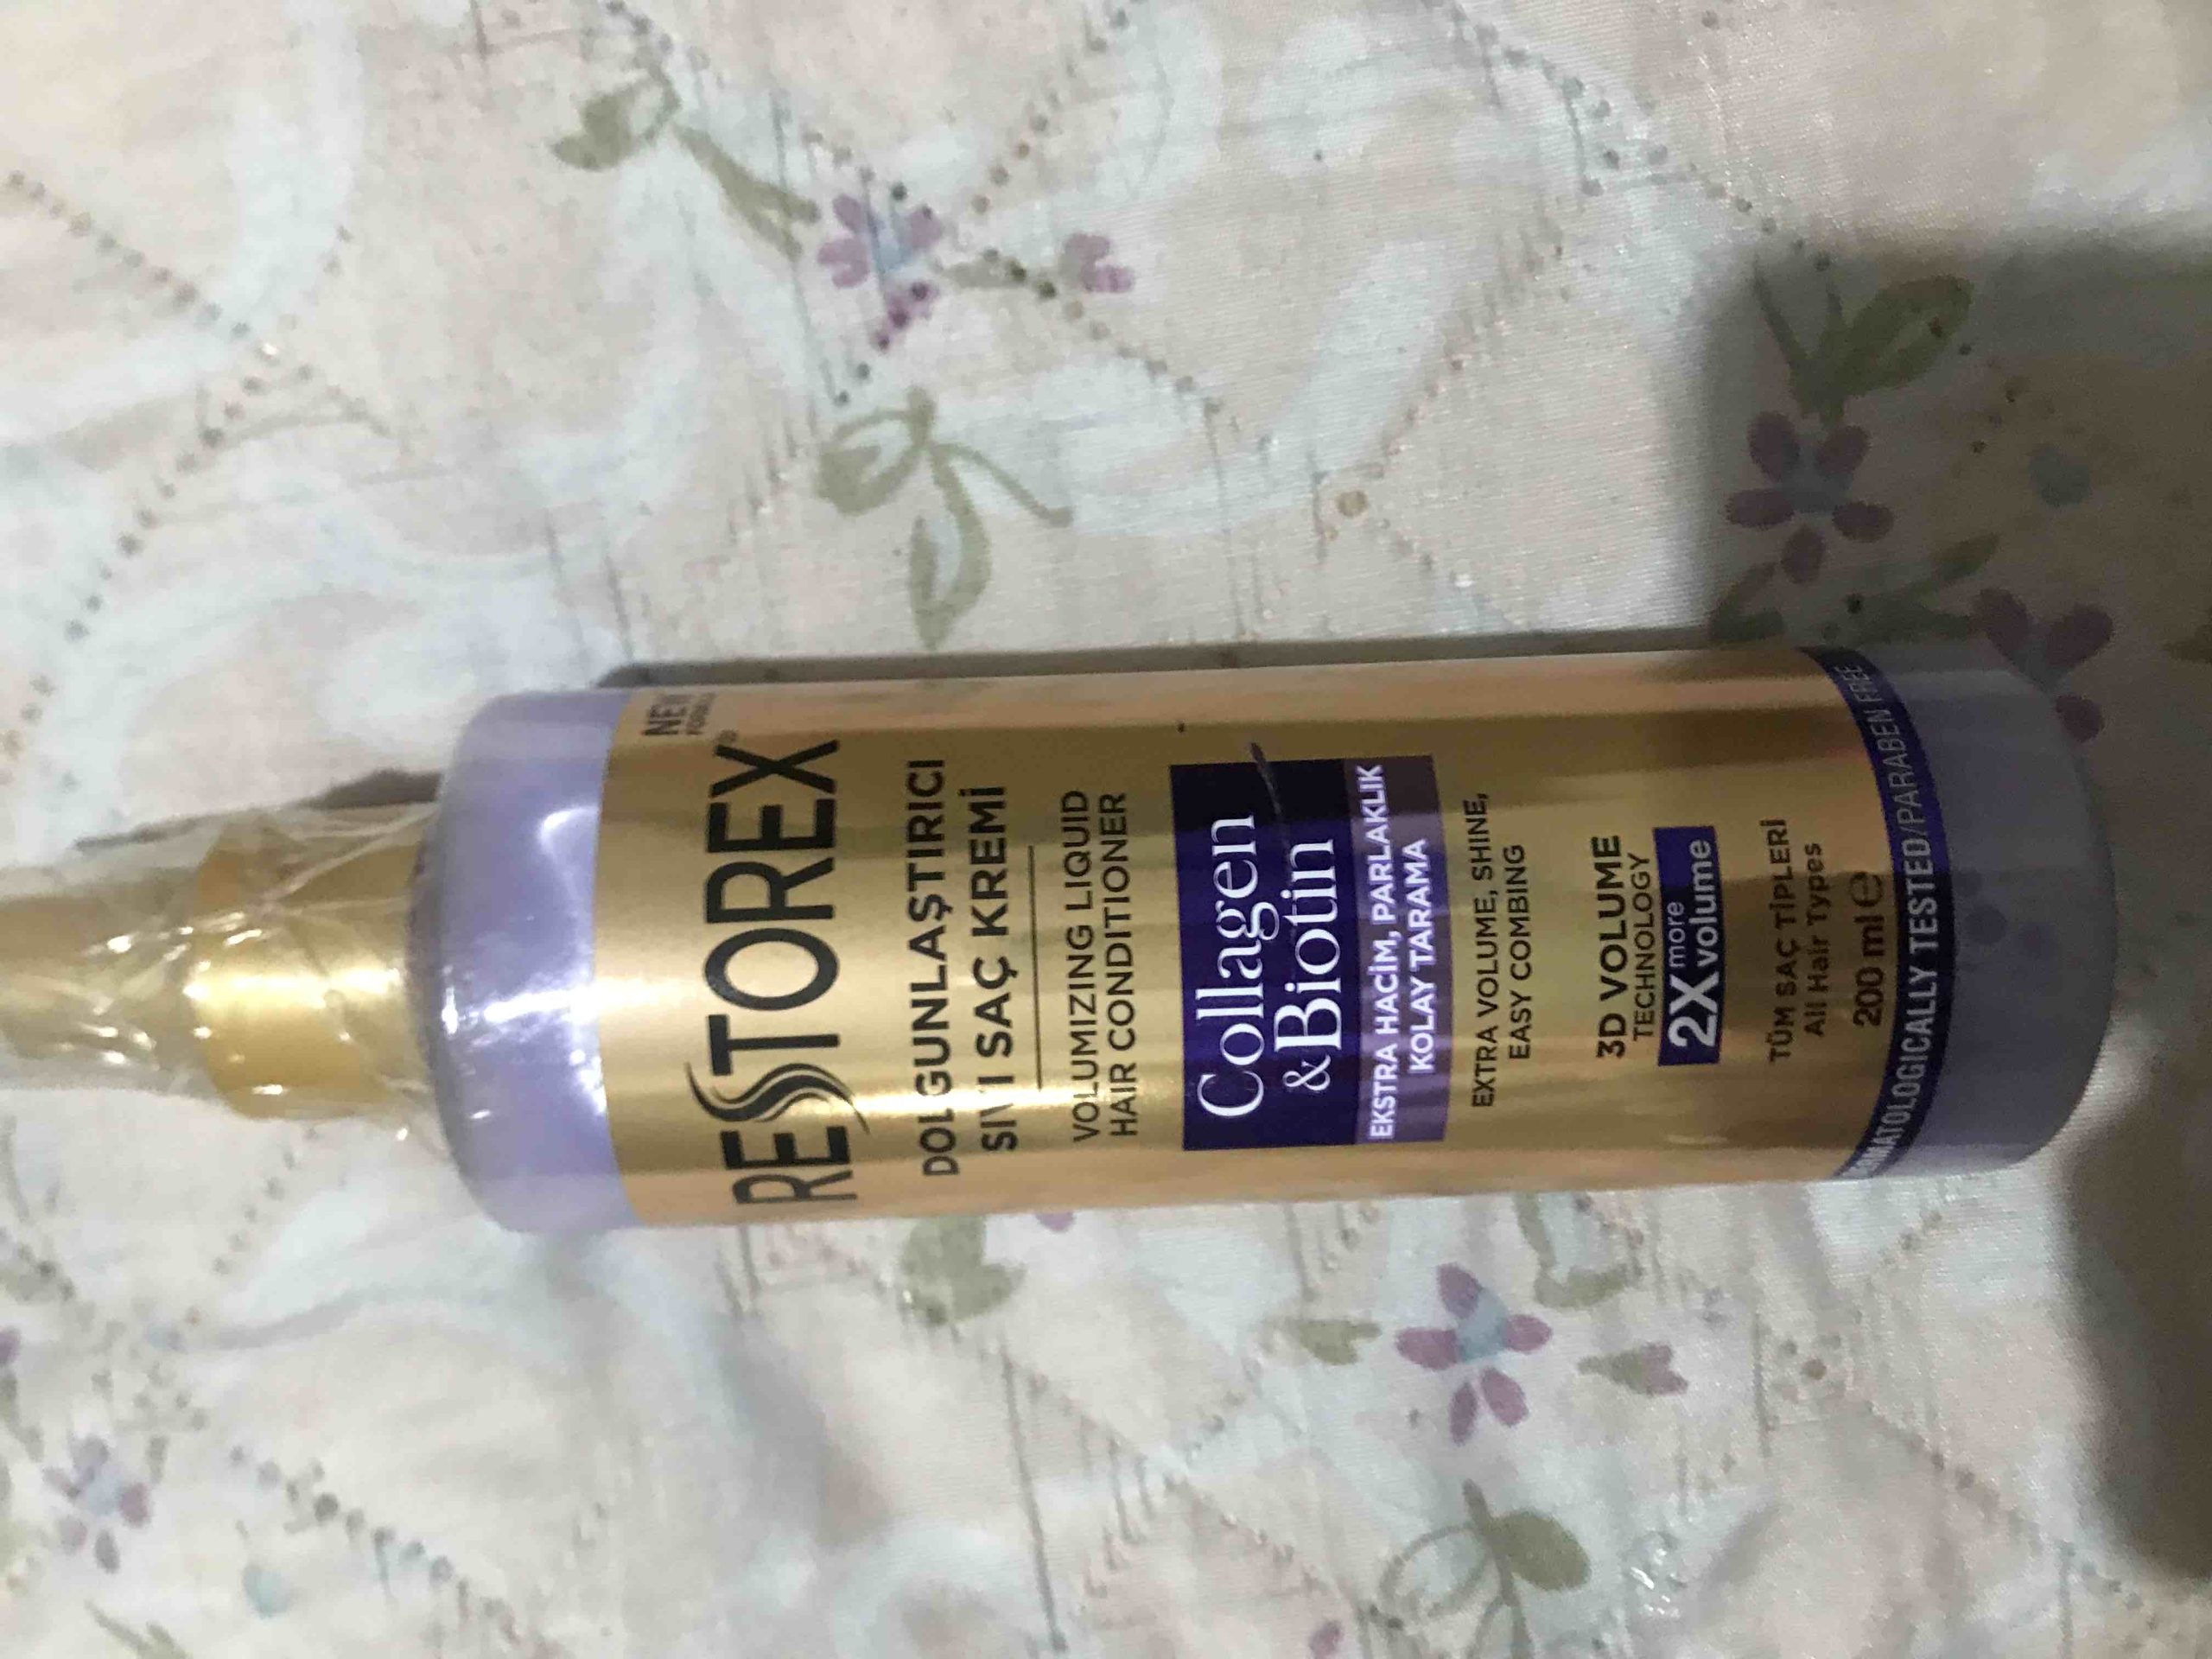 NEW
RESTOREX®
DOLGUNLAŞTIRICI
SIVI SAÇ KREMİ
VOLUMIZING LIQUID
HAIR CONDITIONER
Collagen
&Biotin
EKSTRA HACİM, PARLAKLIK
KOLAY TARAMA
EXTRA VOLUME, SHINE,
EASY COMBING
3D VOLUME
TECHNOLOGY
2X more volume
TÜM SAÇ TİPLERİ
All Hair Types
200 ml e
TESTED/PARABEN FREE